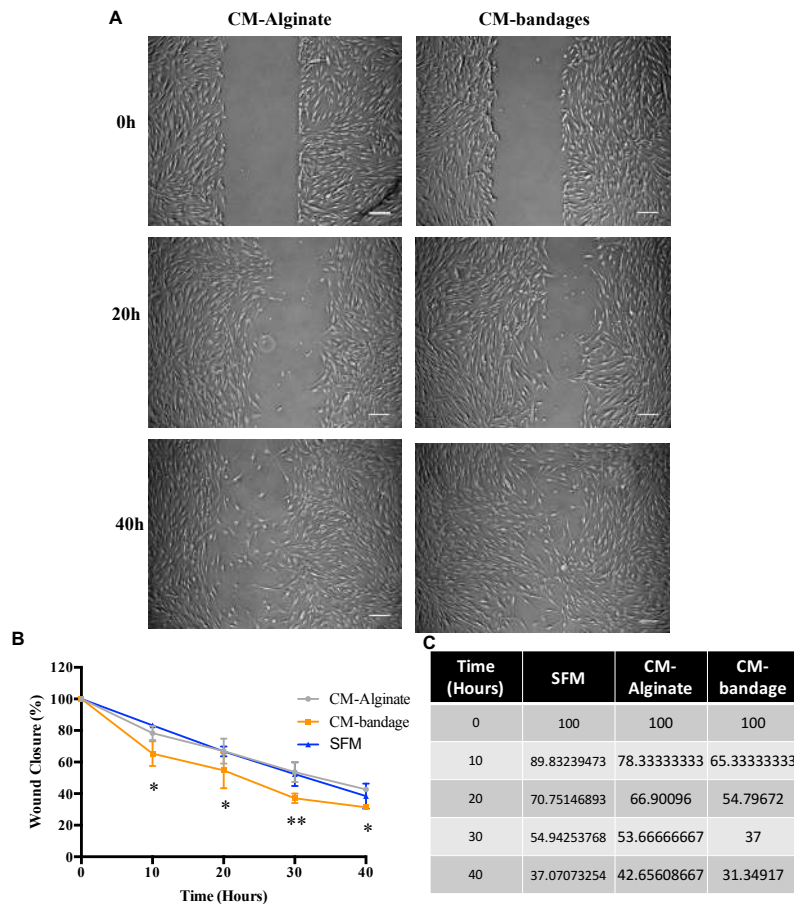 A
CM-Alginate
CM-bandages
0h
20h
40h
B
Wound Closure (%)
120
100
80
60
40
20
0
0
10
20
30
40
Time (Hours)
CM-Alginate
CM-bandage
SFM
*
*
**
*
C
Time (Hours) SFM CM-Alginate CM-bandage
0 100 100 100
10 89.83239473 78.33333333 65.33333333
20 70.75146893 66.90096 54.79672
30 54.94253768 53.66666667 37
40 37.07073254 42.65608667 31.34917